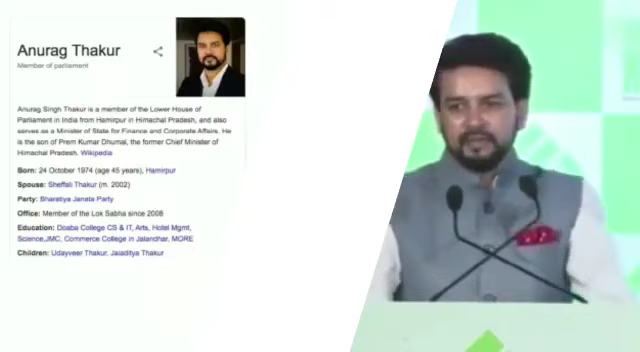 Anurag Thakur
Member of parliament
Anurag Singh Thakur is a member of the Lower House of
Parliament in India from Hamirpur in Himachal Pradesh, and also
serves as a Minister of State for Finance and Corporate Affairs. He
is the son of Prem Kumar Dhumal, the former Chief Minister of
Himachal Pradesh. Wikipedia
Born: 24 October 1974 (age 45 years), Hamirpur
Spouse: Shefali Thakur (m. 2002)
Party: Bharatiya Janata Party
Office: Member of the Lok Sabha since 2008
Education: Doaba College CS & IT, Arts, Hotel Mgmt,
Science,JMC, Commerce College in Jalandhar, MORE
Children: Udayveer Thakur, Jaiaditya Thakur